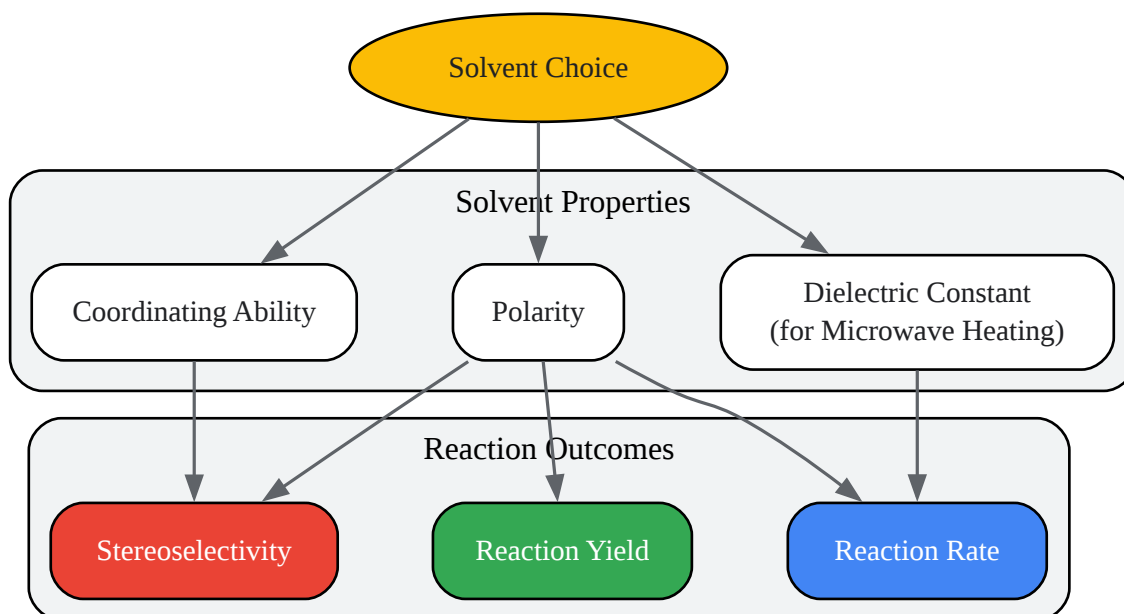 Solvent Choice
Solvent Properties
Coordinating Ability
Polarity
Dielectric Constant
(for Microwave Heating)
Reaction Outcomes
Stereoselectivity
Reaction Yield
Reaction Rate